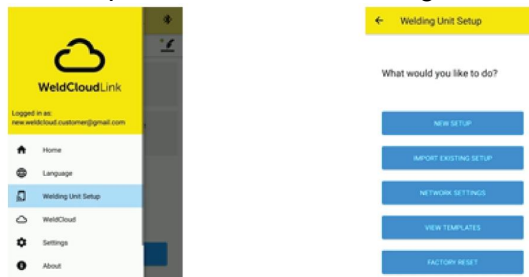 WeldCloudLink
Logged in as:
new.weldcloud.customer@gmail.com
Home
Language
Welding Unit Setup
WeldCloud
Settings
About
Welding Unit Setup
What would you like to do?
NEW SETUP
IMPORT EXISTING SETUP
NETWORK SETTINGS
VIEW TEMPLATES
FACTORY RESET